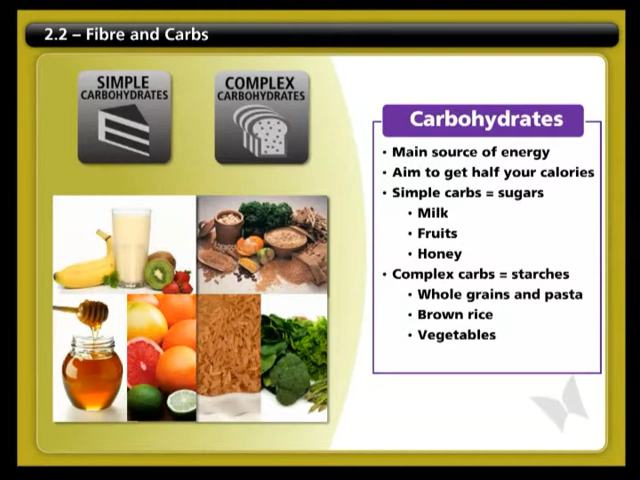 2.2 – Fibre and Carbs
SIMPLE
CARBOHYDRATES
COMPLEX
CARBOHYDRATES
Carbohydrates
• Main source of energy
• Aim to get half your calories
• Simple carbs = sugars
• Milk
• Fruits
• Honey
• Complex carbs = starches
• Whole grains and pasta
• Brown rice
• Vegetables